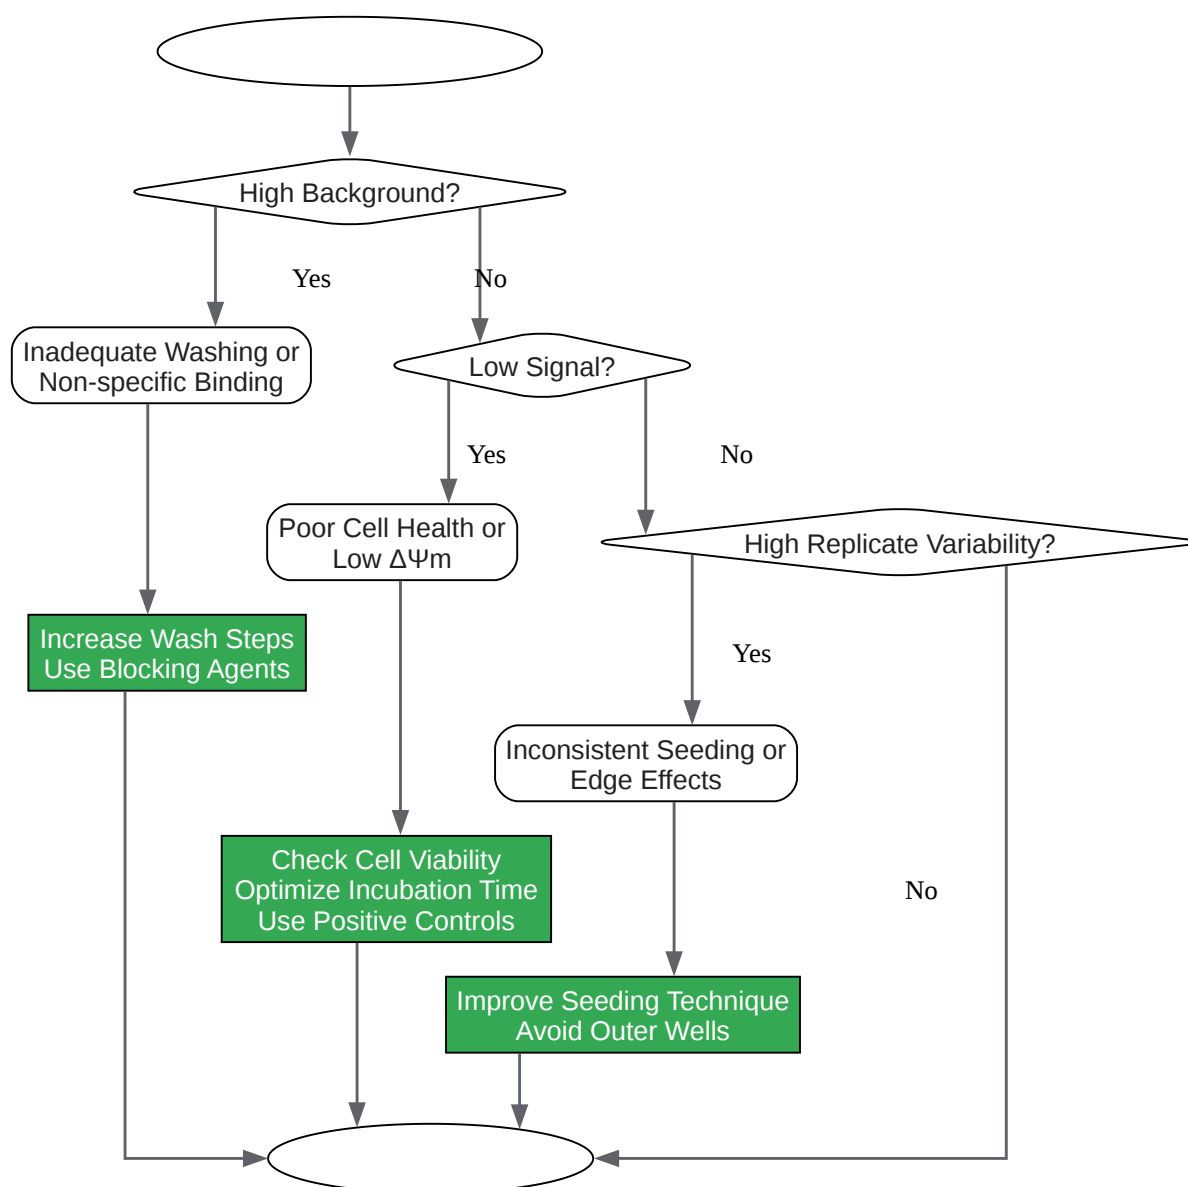 High Background?
Yes
No
Inadequate Washing or
Non-specific Binding
Low Signal?
Yes
No
Poor Cell Health or
Low ΔΨm
High Replicate Variability?
Increase Wash Steps
Use Blocking Agents
Yes
Inconsistent Seeding or
Edge Effects
Check Cell Viability
Optimize Incubation Time
Use Positive Controls
No
Improve Seeding Technique
Avoid Outer Wells